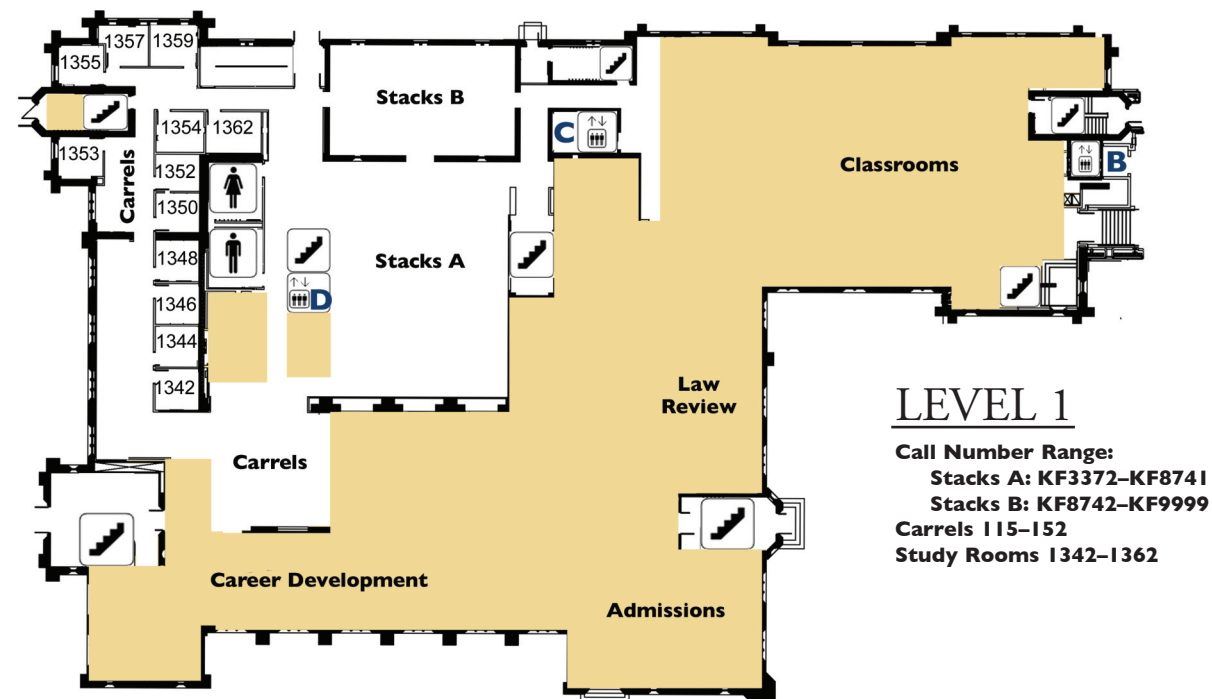 1357
1359
1355
Stacks B
1354
1362
C
1353
Carrels
1352
Classrooms
B
1350
1348
Stacks A
1346
D
1344
1342
Law
Review
LEVEL 1
Call Number Range:
Stacks A: KF3372–KF8741
Stacks B: KF8742–KF9999
Carrels 115–152
Study Rooms 1342–1362
Carrels
Career Development
Admissions